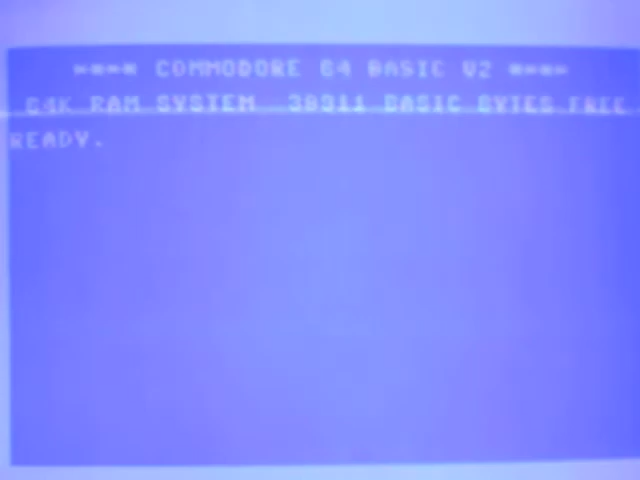 **** COMMODORE 64 BASIC V2 ****
64K RAM SYSTEM 38911 BASIC BYTES FREE
READY.